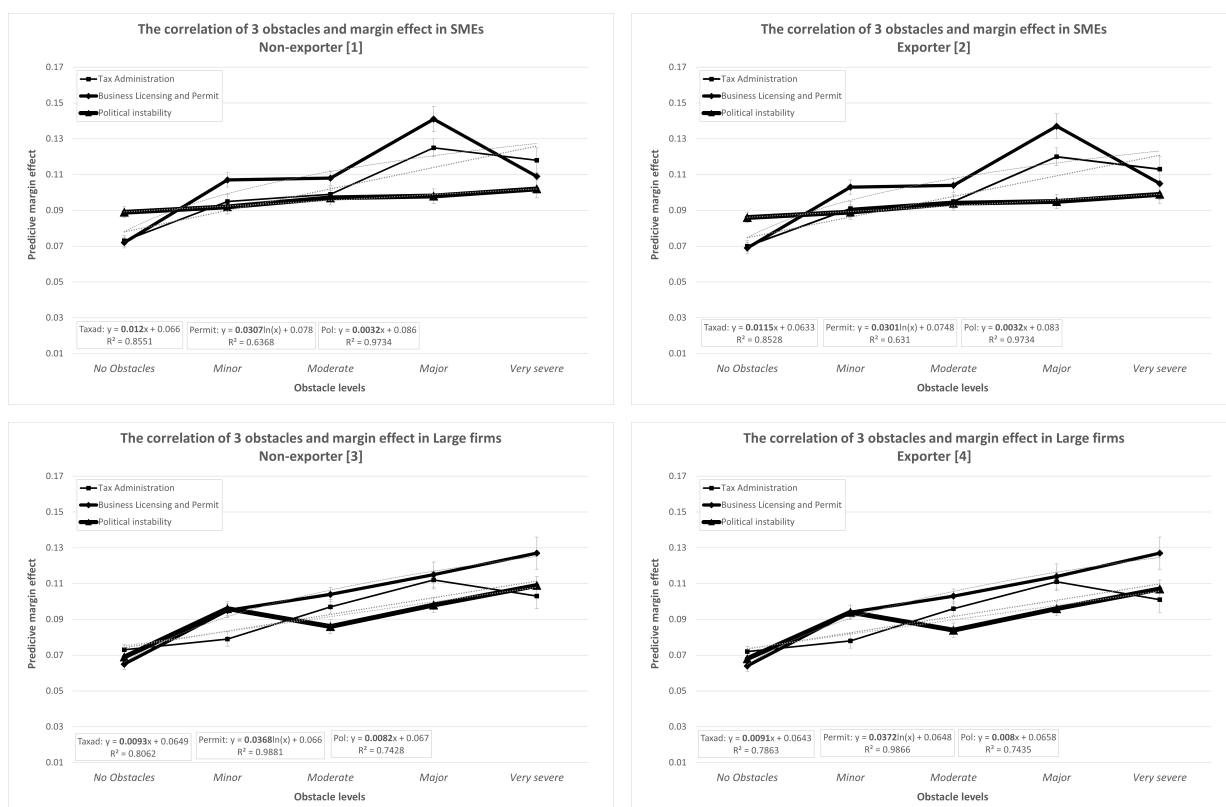 The correlation of 3 obstacles and margin effect in SMEs
Non-exporter [1]
0.17
0.15
0.13
0.11
0.09
0.07
0.05
0.03
0.01
Predicive margin effect
Tax Administration
Business Licensing and Permit
Political instability
Taxad: y = 0.012x + 0.066
R² = 0.8551
Permit: y = 0.0307ln(x) + 0.078
R² = 0.6368
Pol: y = 0.0032x + 0.086
R² = 0.9734
No Obstacles
Minor
Moderate
Major
Very severe
Obstacle levels
The correlation of 3 obstacles and margin effect in SMEs
Exporter [2]
0.17
0.15
0.13
0.11
0.09
0.07
0.05
0.03
0.01
Predicive margin effect
Tax Administration
Business Licensing and Permit
Political instability
Taxad: y = 0.0115x + 0.0633
R² = 0.8528
Permit: y = 0.0301ln(x) + 0.0748
R² = 0.631
Pol: y = 0.0032x + 0.083
R² = 0.9734
No Obstacles
Minor
Moderate
Major
Very severe
Obstacle levels
The correlation of 3 obstacles and margin effect in Large firms
Non-exporter [3]
0.17
0.15
0.13
0.11
0.09
0.07
0.05
0.03
0.01
Predicive margin effect
Tax Administration
Business Licensing and Permit
Political instability
Taxad: y = 0.0093x + 0.0649
R² = 0.8062
Permit: y = 0.0368ln(x) + 0.066
R² = 0.9881
Pol: y = 0.0082x + 0.067
R² = 0.7428
No Obstacles
Minor
Moderate
Major
Very severe
Obstacle levels
The correlation of 3 obstacles and margin effect in Large firms
Exporter [4]
0.17
0.15
0.13
0.11
0.09
0.07
0.05
0.03
0.01
Predicive margin effect
Tax Administration
Business Licensing and Permit
Political instability
Taxad: y = 0.0091x + 0.0643
R² = 0.7863
Permit: y = 0.0372ln(x) + 0.0648
R² = 0.9866
Pol: y = 0.008x + 0.0658
R² = 0.7435
No Obstacles
Minor
Moderate
Major
Very severe
Obstacle levels